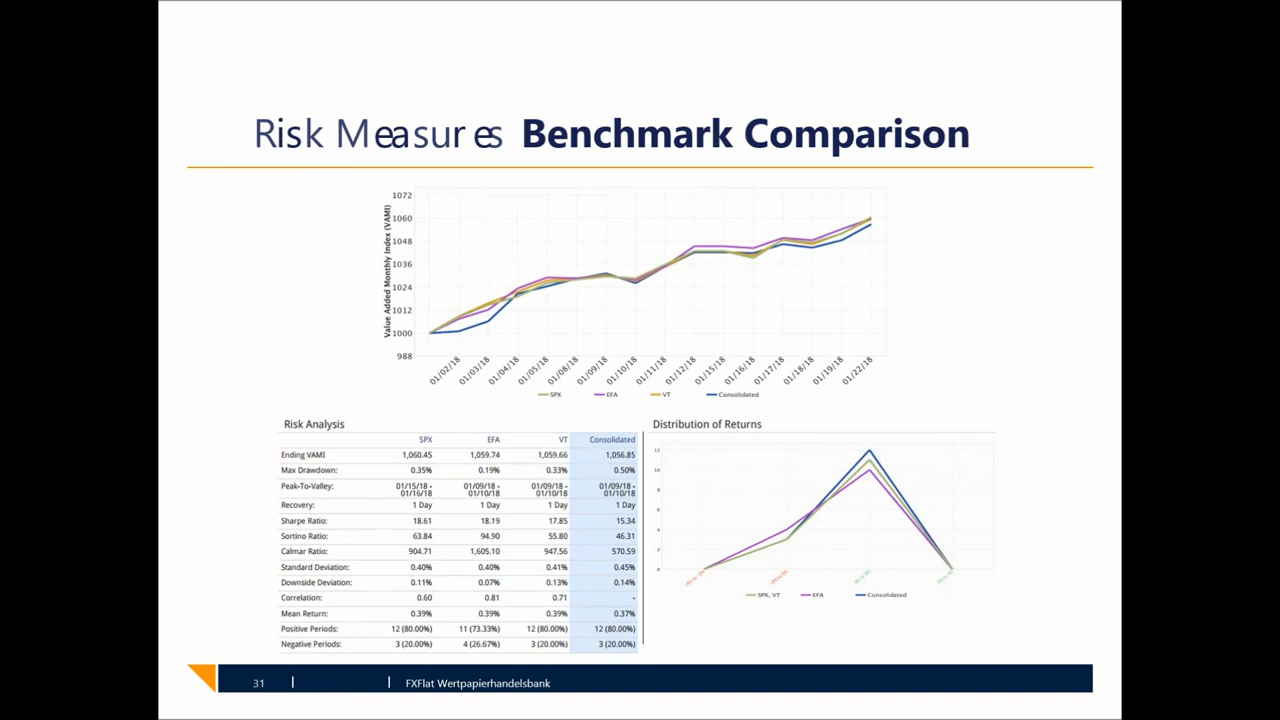 Risk Measures Benchmark Comparison
Value Added Monthly Index (VAMI)
1072
1060
1048
1036
1024
1012
1000
988
01/02/18 01/03/18 01/04/18 01/05/18 01/08/18 01/09/18 01/10/18 01/11/18 01/12/18 01/15/18 01/16/18 01/17/18 01/18/18 01/19/18 01/22/18
SPX EFA VT Consolidated
Risk Analysis
SPX EFA VT Consolidated
Ending VAMI 1,060.45 1,059.74 1,059.66 1,056.85
Max Drawdown: 0.35% 0.19% 0.33% 0.50%
Peak-To-Valley: 01/15/18 - 01/09/18 - 01/09/18 - 01/09/18 -
01/16/18 01/10/18 01/10/18 01/10/18
Recovery: 1 Day 1 Day 1 Day 1 Day
Sharpe Ratio: 18.61 18.19 17.85 15.34
Sortino Ratio: 63.84 94.90 55.80 46.31
Calmar Ratio: 904.71 1,605.10 947.56 570.59
Standard Deviation: 0.40% 0.40% 0.41% 0.45%
Downside Deviation: 0.11% 0.07% 0.13% 0.14%
Correlation: 0.60 0.81 0.71 -
Mean Return: 0.39% 0.39% 0.39% 0.37%
Positive Periods: 12 (80.00%) 11 (73.33%) 12 (80.00%) 12 (80.00%)
Negative Periods: 3 (20.00%) 4 (26.67%) 3 (20.00%) 3 (20.00%)
Distribution of Returns
12
10
8
6
4
2
0
SPX, VT EFA Consolidated
31 | | FXFlat Wertpapierhandelsbank